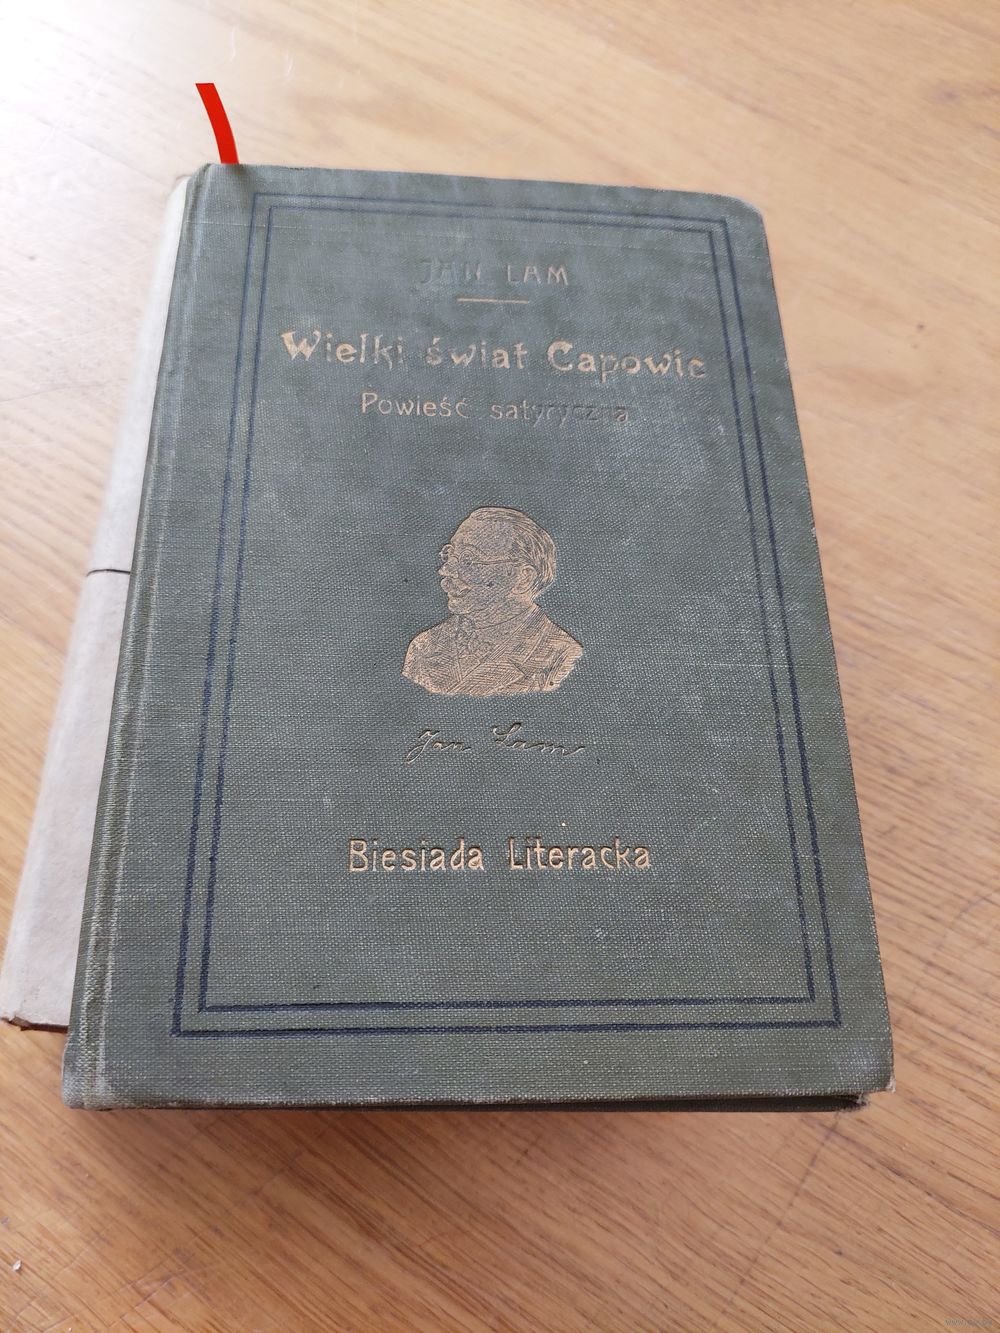 JAN LAM
Wielki świat Capowic
Powieść satyryczna
Jan Lam
Biesiada Literacka